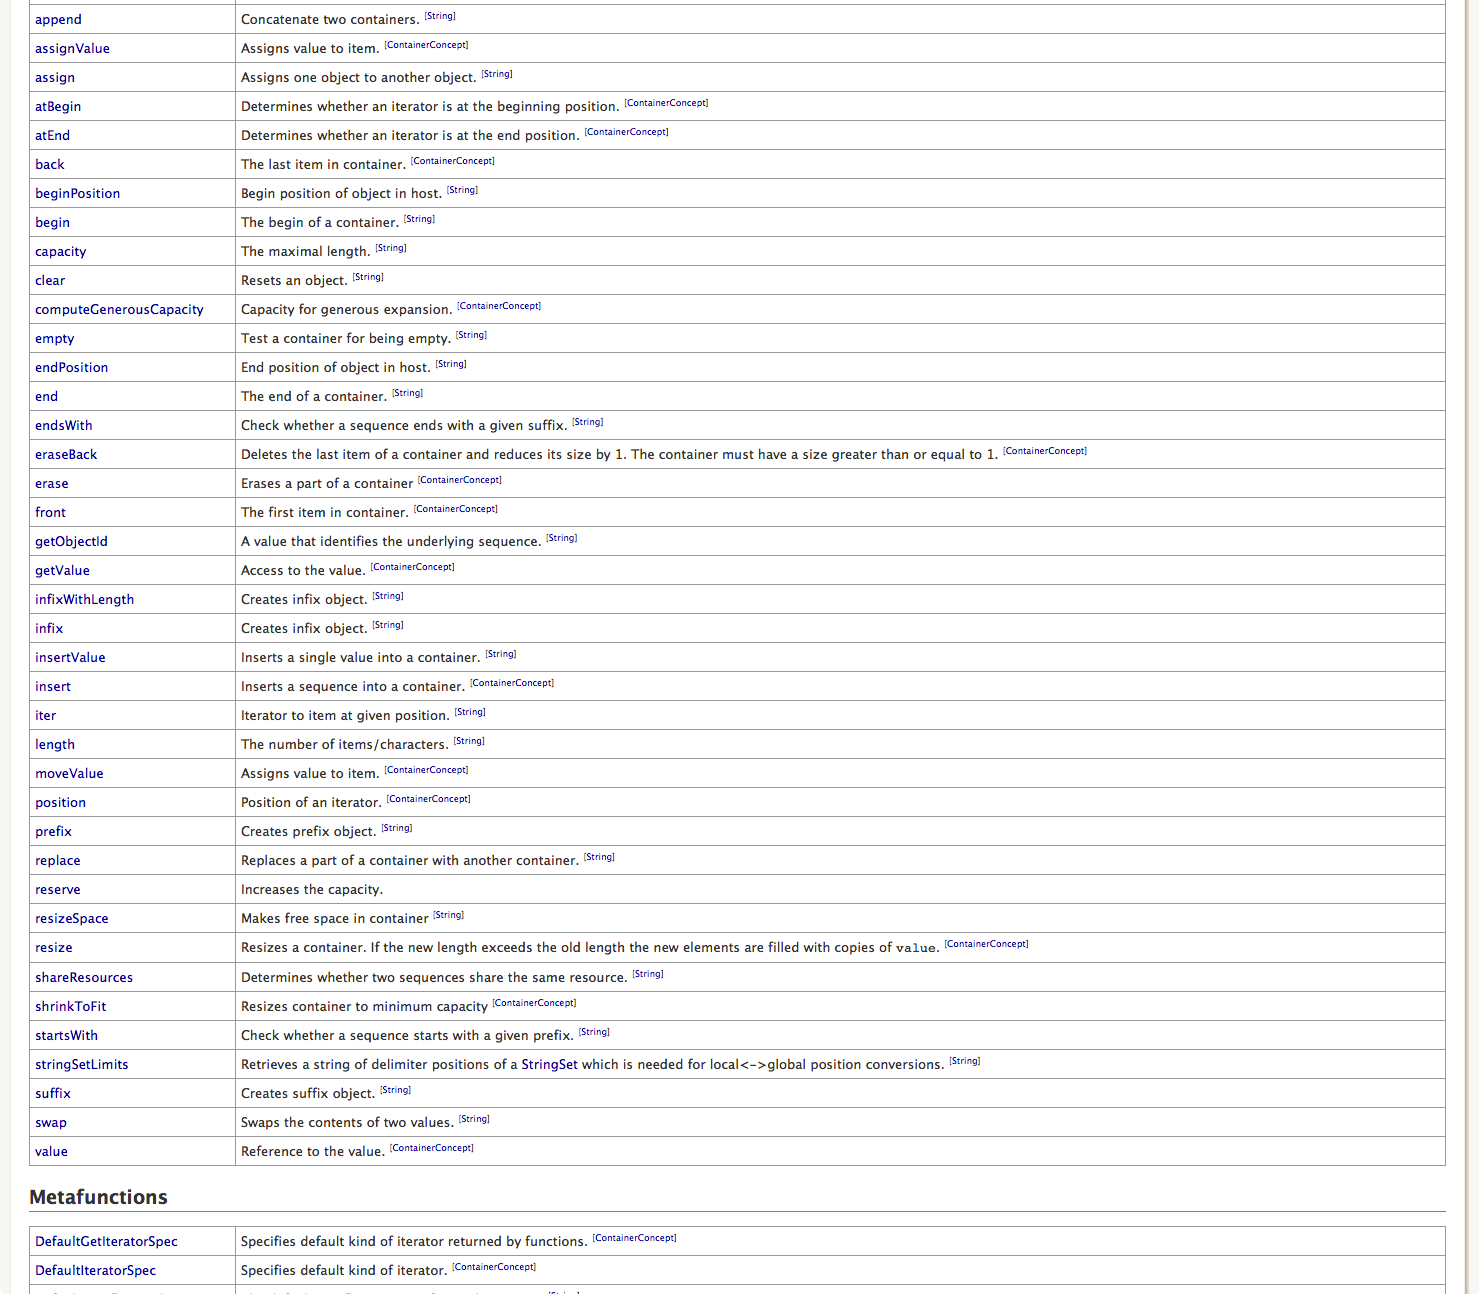 append Concatenate two containers. [String]
assignValue Assigns value to item. [ContainerConcept]
assign Assigns one object to another object. [String]
atBegin Determines whether an iterator is at the beginning position. [ContainerConcept]
atEnd Determines whether an iterator is at the end position. [ContainerConcept]
back The last item in container. [ContainerConcept]
beginPosition Begin position of object in host. [String]
begin The begin of a container. [String]
capacity The maximal length. [String]
clear Resets an object. [String]
computeGenerousCapacity Capacity for generous expansion. [ContainerConcept]
empty Test a container for being empty. [String]
endPosition End position of object in host. [String]
end The end of a container. [String]
endsWith Check whether a sequence ends with a given suffix. [String]
eraseBack Deletes the last item of a container and reduces its size by 1. The container must have a size greater than or equal to 1. [ContainerConcept]
erase Erases a part of a container [ContainerConcept]
front The first item in container. [ContainerConcept]
getObjectId A value that identifies the underlying sequence. [String]
getValue Access to the value. [ContainerConcept]
infixWithLength Creates infix object. [String]
infix Creates infix object. [String]
insertValue Inserts a single value into a container. [String]
insert Inserts a sequence into a container. [ContainerConcept]
iter Iterator to item at given position. [String]
length The number of items/characters. [String]
moveValue Assigns value to item. [ContainerConcept]
position Position of an iterator. [ContainerConcept]
prefix Creates prefix object. [String]
replace Replaces a part of a container with another container. [String]
reserve Increases the capacity.
resizeSpace Makes free space in container [String]
resize Resizes a container. If the new length exceeds the old length the new elements are filled with copies of value. [ContainerConcept]
shareResources Determines whether two sequences share the same resource. [String]
shrinkToFit Resizes container to minimum capacity [ContainerConcept]
startsWith Check whether a sequence starts with a given prefix. [String]
stringSetLimits Retrieves a string of delimiter positions of a StringSet which is needed for local<->global position conversions. [String]
suffix Creates suffix object. [String]
swap Swaps the contents of two values. [String]
value Reference to the value. [ContainerConcept]
Metafunctions
DefaultGetIteratorSpec Specifies default kind of iterator returned by functions. [ContainerConcept]
DefaultIteratorSpec Specifies default kind of iterator. [ContainerConcept]